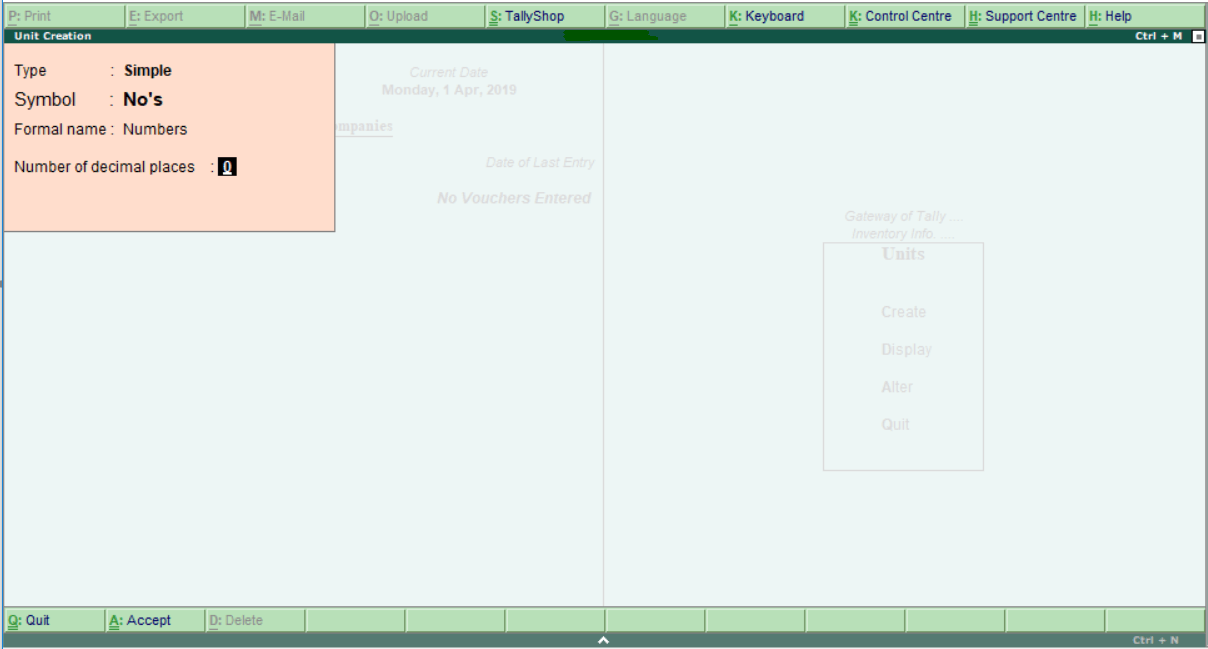 P: Print E: Export M: E-Mail O: Upload S: TallyShop G: Language K: Keyboard K: Control Centre H: Support Centre H: Help
Unit Creation Ctrl + M
Type : Simple
Symbol : No's
Formal name : Numbers
Number of decimal places : 0
Current Date
Monday, 1 Apr, 2019
ompanies
Date of Last Entry
No Vouchers Entered
Gateway of Tally ....
Inventory Info. ....
Units
Create
Display
Alter
Quit
Q: Quit A: Accept D: Delete
Ctrl + N